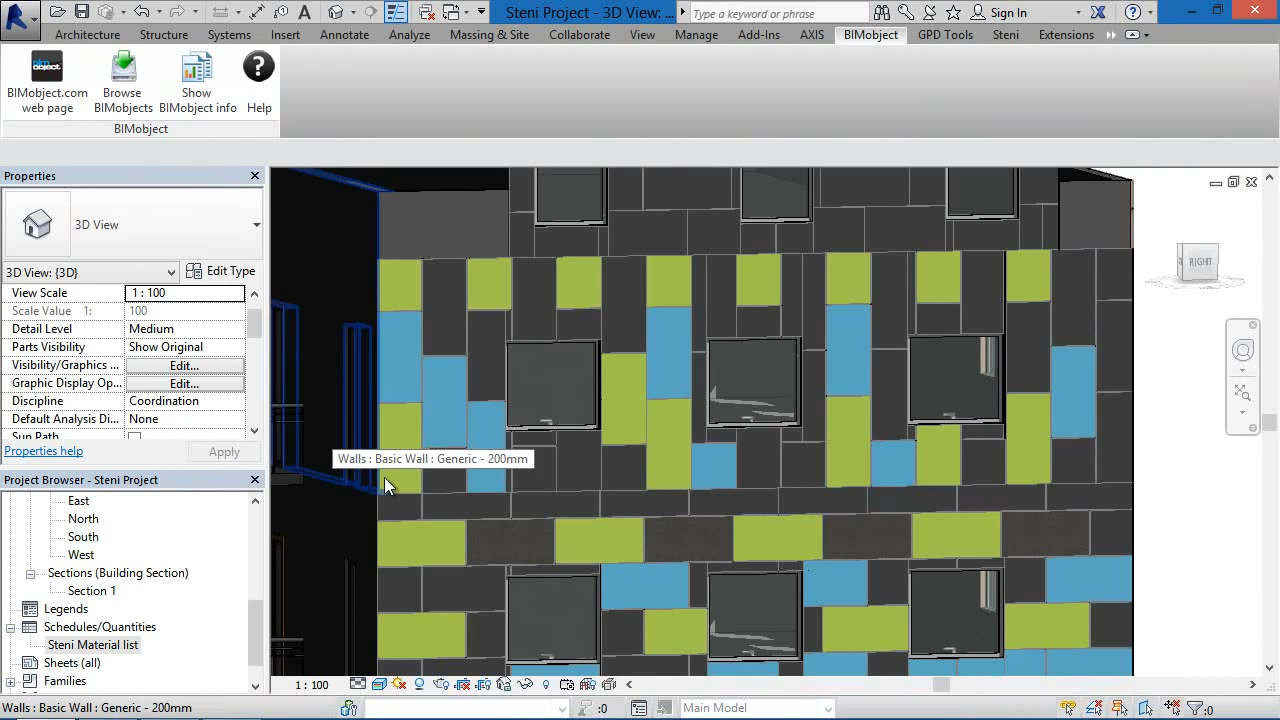 Steni Project - 3D View: ...
Type a keyword or phrase
Sign In
Architecture Structure Systems Insert Annotate Analyze Massing & Site Collaborate View Manage Add-Ins AXIS BIMobject GPD Tools Steni Extensions
bim
object
BIMobject.com
web page
Browse
BIMobjects
Show
BIMobject info
Help
BIMobject
Properties
3D View
3D View: {3D}
Edit Type
View Scale 1 : 100
Scale Value 1: 100
Detail Level Medium
Parts Visibility Show Original
Visibility/Graphics ... Edit...
Graphic Display Op... Edit...
Discipline Coordination
Default Analysis Di... None
Sun Path
Properties help
Apply
Project Browser - Steni Project
East
North
South
West
Sections (Building Section)
Section 1
Legends
Schedules/Quantities
Steni Material list
Sheets (all)
Families
RIGHT
Walls : Basic Wall : Generic - 200mm
1 : 100
Walls : Basic Wall : Generic - 200mm
:0
Main Model
:0